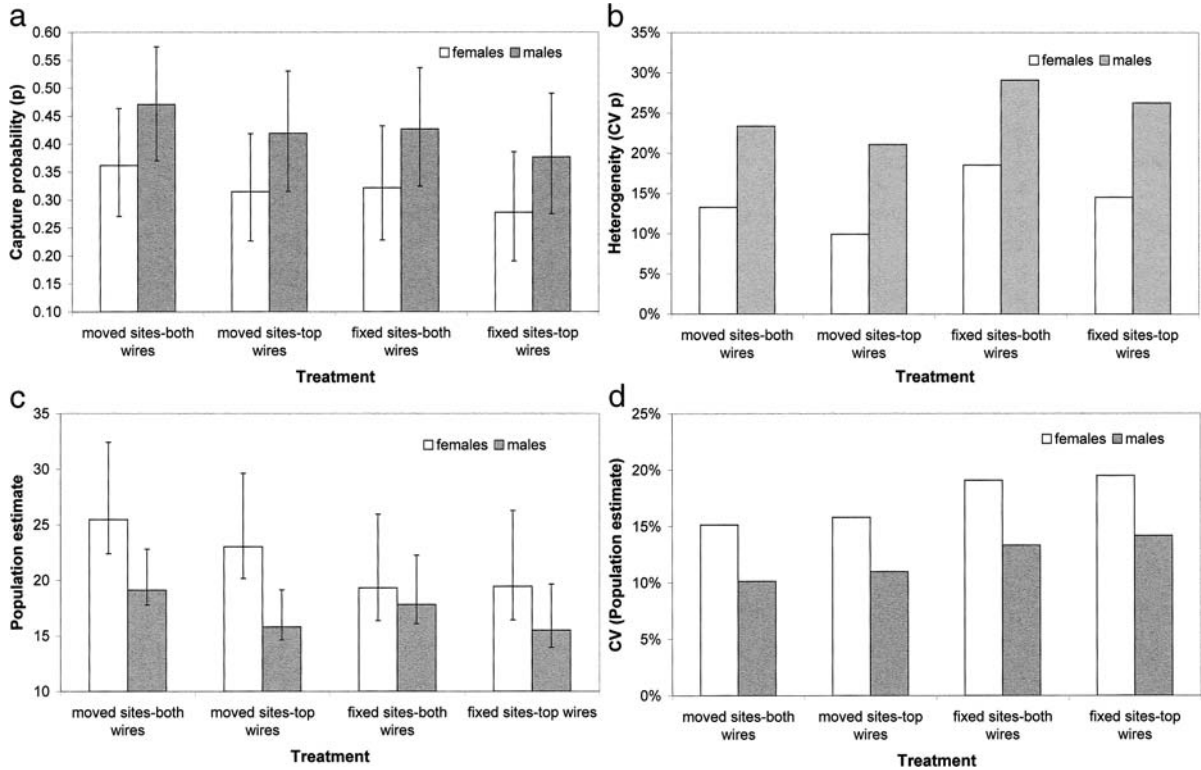 a
0.60
0.55
0.50
0.45
0.40
0.35
0.30
0.25
0.20
0.15
0.10
Capture probability (p)
females males
moved sites-both wires
moved sites-top wires
fixed sites-both wires
fixed sites-top wires
Treatment
b
35%
30%
25%
20%
15%
10%
5%
0%
Heterogeneity (CV p)
females males
moved sites-both wires
moved sites-top wires
fixed sites-both wires
fixed sites-top wires
Treatment
c
35
30
25
20
15
10
Population estimate
females males
moved sites-both wires
moved sites-top wires
fixed sites-both wires
fixed sites-top wires
Treatment
d
25%
20%
15%
10%
5%
0%
CV (Population estimate)
females males
moved sites-both wires
moved sites-top wires
fixed sites-both wires
fixed sites-top wires
Treatment